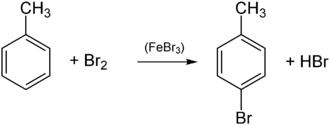 CH₃ CH₃
+ Br₂ (FeBr₃) + HBr
Br